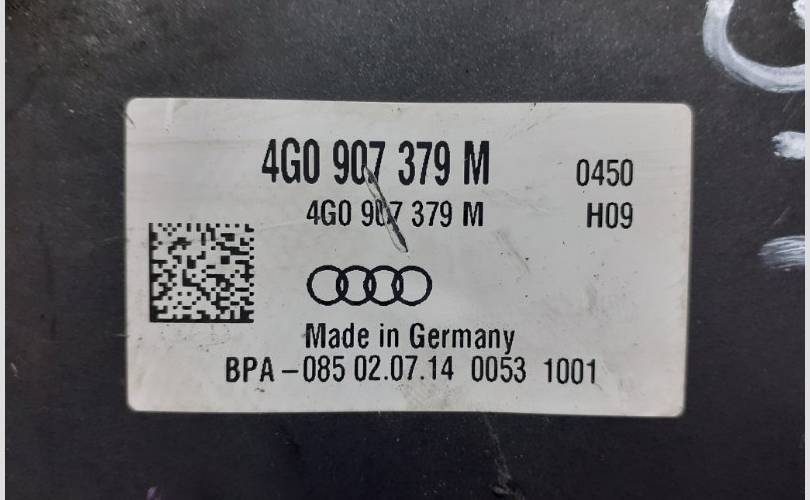 4G0 907 379 M 0450
4G0 907 379 M H09
Made in Germany
BPA-085 02.07.14 0053 1001